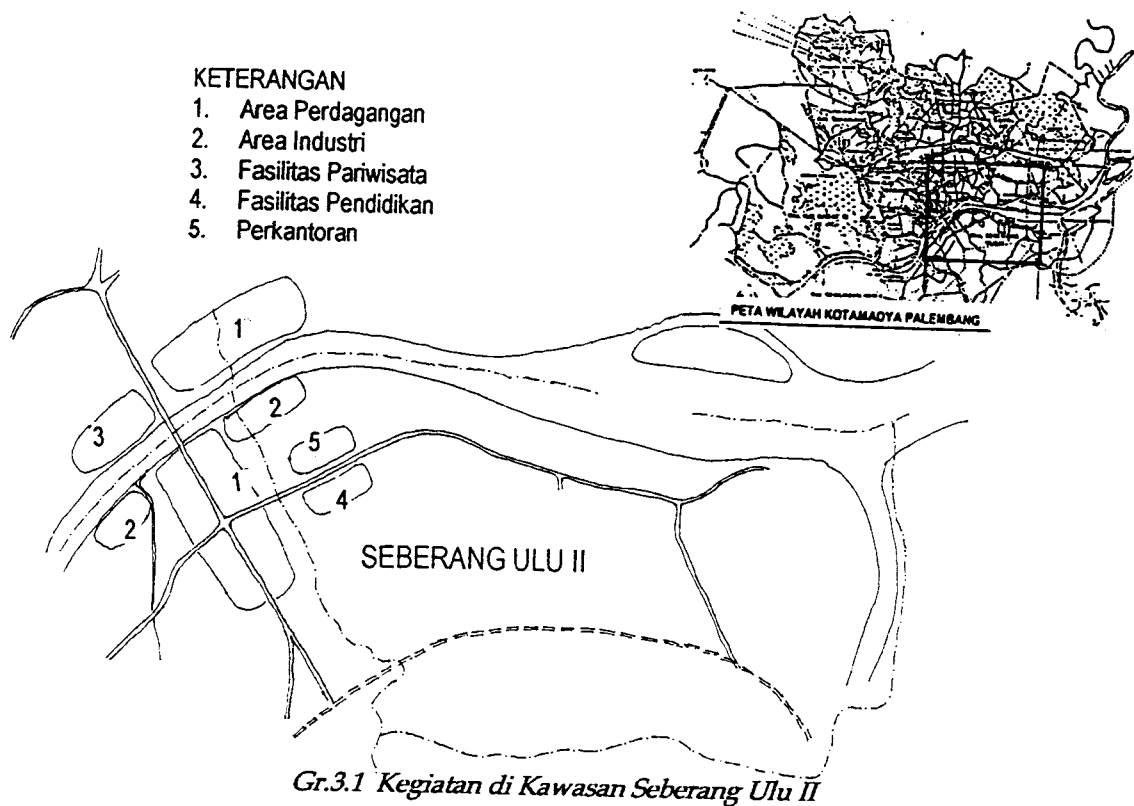 KETERANGAN
1. Area Perdagangan
2. Area Industri
3. Fasilitas Pariwisata
4. Fasilitas Pendidikan
5. Perkantoran
PETA WILAYAH KOTAMADYA PALEMBANG
1
3
2
5
1
4
2
SEBERANG ULU II
Gr.3.1 Kegiatan di Kawasan Seberang Ulu II